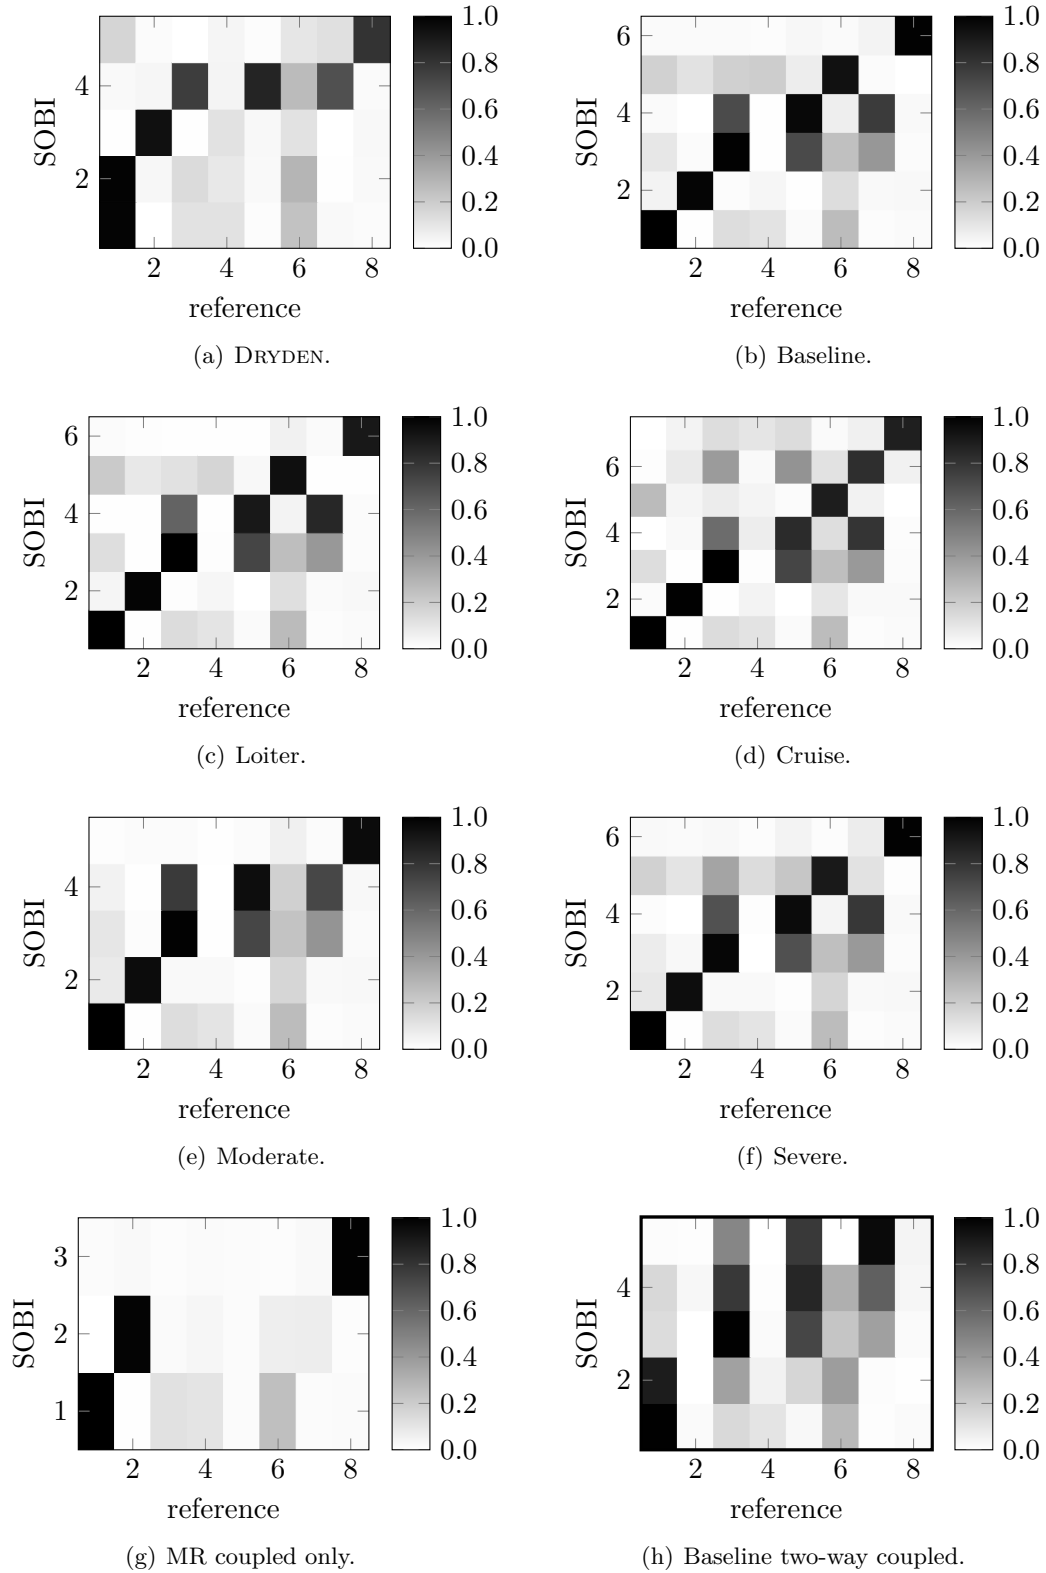 1.0
0.8
0.6
0.4
0.2
0.0
4
2
SOBI
2 4 6 8
reference
(a) DRYDEN.
1.0
0.8
0.6
0.4
0.2
0.0
6
4
2
SOBI
2 4 6 8
reference
(b) Baseline.
1.0
0.8
0.6
0.4
0.2
0.0
6
4
2
SOBI
2 4 6 8
reference
(c) Loiter.
1.0
0.8
0.6
0.4
0.2
0.0
6
4
2
SOBI
2 4 6 8
reference
(d) Cruise.
1.0
0.8
0.6
0.4
0.2
0.0
4
2
SOBI
2 4 6 8
reference
(e) Moderate.
1.0
0.8
0.6
0.4
0.2
0.0
6
4
2
SOBI
2 4 6 8
reference
(f) Severe.
1.0
0.8
0.6
0.4
0.2
0.0
3
2
1
SOBI
2 4 6 8
reference
(g) MR coupled only.
1.0
0.8
0.6
0.4
0.2
0.0
4
2
SOBI
2 4 6 8
reference
(h) Baseline two-way coupled.